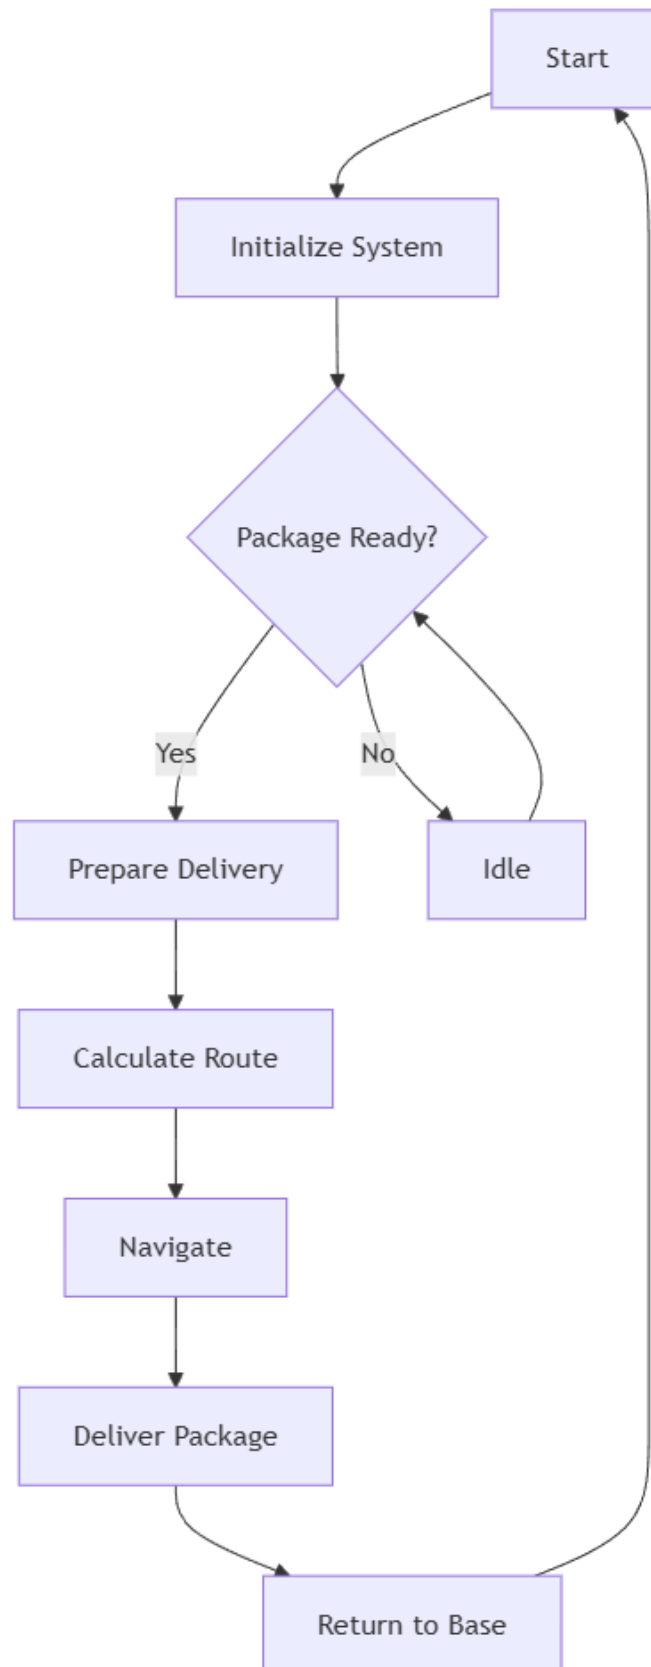 Start
Initialize System
Package Ready?
Yes
No
Prepare Delivery
Idle
Calculate Route
Navigate
Deliver Package
Return to Base